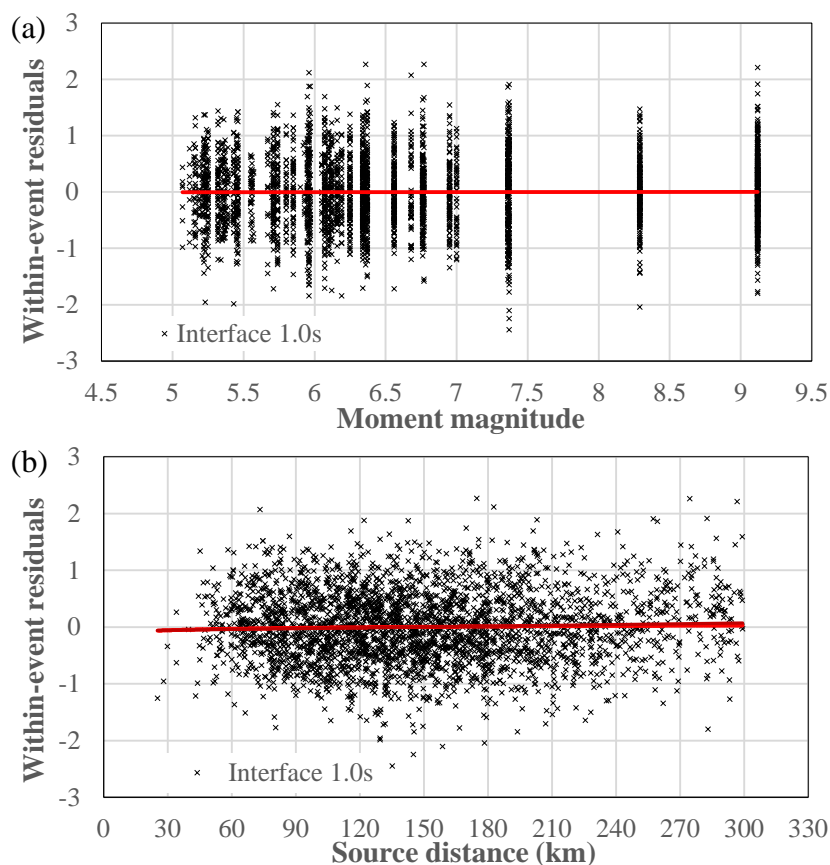 (a)
3
2
1
0
-1
-2
-3
Within-event residuals
Interface 1.0s
4.5 5 5.5 6 6.5 7 7.5 8 8.5 9 9.5
Moment magnitude
(b)
3
2
1
0
-1
-2
-3
Within-event residuals
Interface 1.0s
0 30 60 90 120 150 180 210 240 270 300 330
Source distance (km)